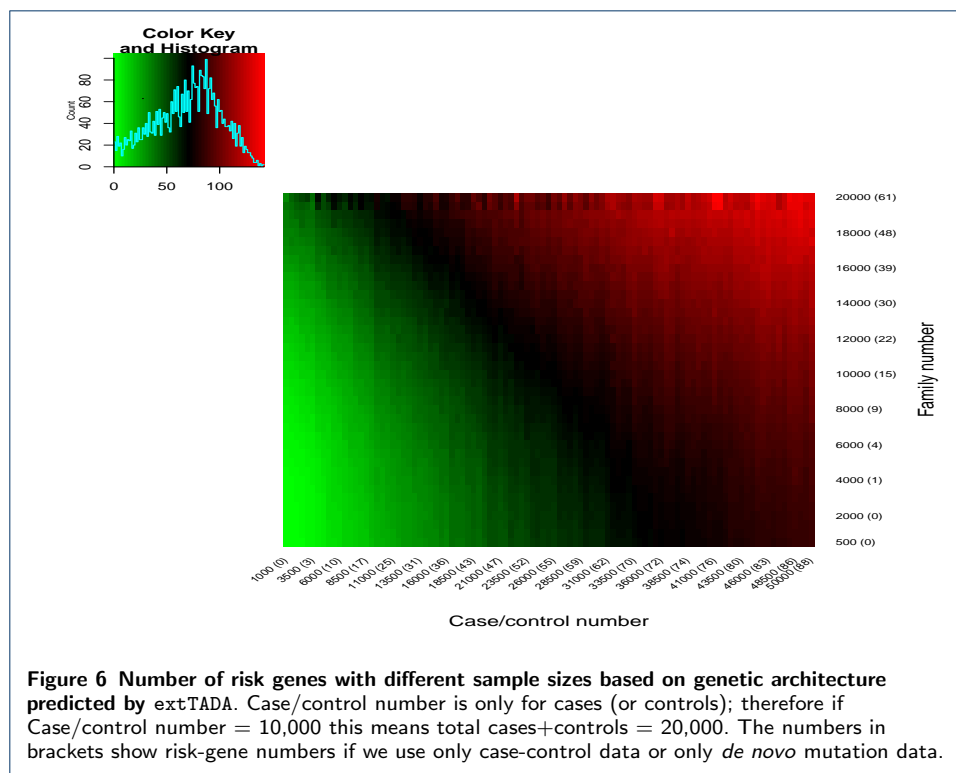 Color Key
and Histogram
Count
0 20 40 60 80
0 50 100
20000 (61)
18000 (48)
16000 (39)
14000 (30)
12000 (22)
10000 (15)
8000 (9)
6000 (4)
4000 (1)
2000 (0)
500 (0)
Family number
1000 (0)
3500 (3)
6000 (10)
8500 (17)
11000 (25)
13500 (31)
16000 (36)
18500 (43)
21000 (47)
23500 (52)
26000 (55)
28500 (59)
31000 (62)
33500 (70)
36000 (72)
38500 (74)
41000 (76)
43500 (80)
46000 (83)
48500 (86)
50000 (88)
Case/control number
Figure 6 Number of risk genes with different sample sizes based on genetic architecture
predicted by extTADA. Case/control number is only for cases (or controls); therefore if
Case/control number = 10,000 this means total cases+controls = 20,000. The numbers in
brackets show risk-gene numbers if we use only case-control data or only de novo mutation data.